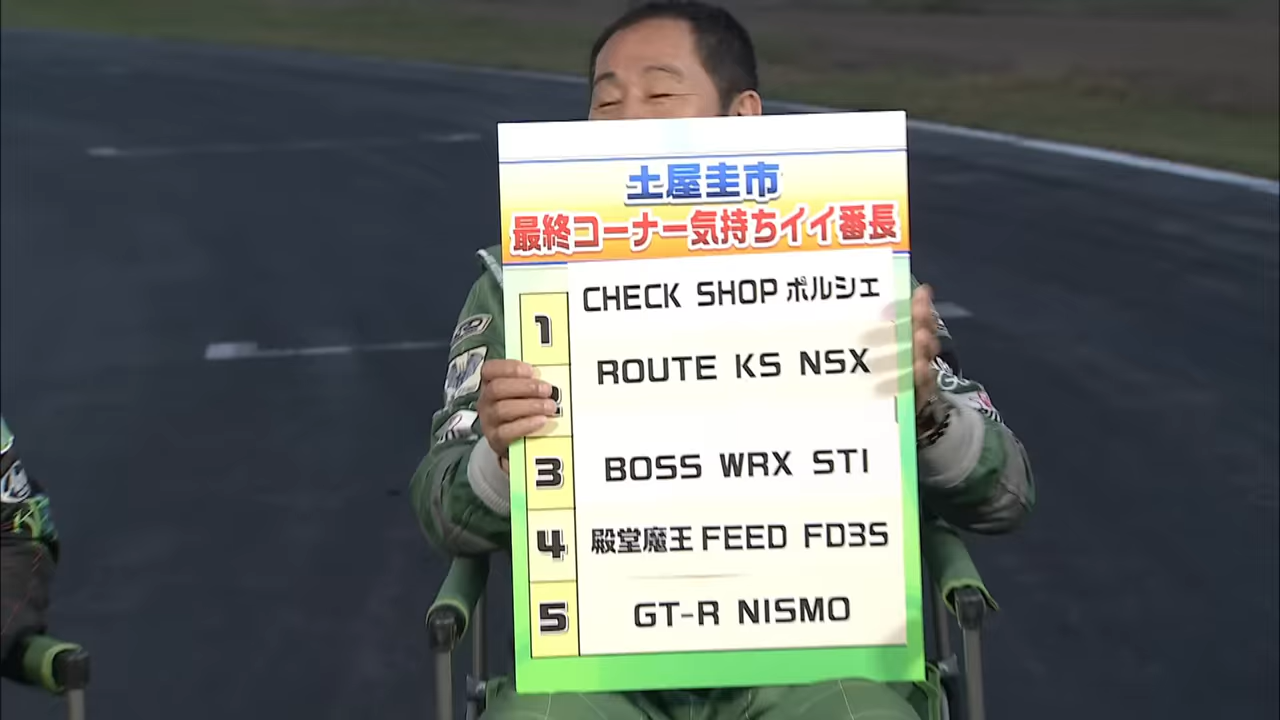 土屋圭市
最終コーナー気持ちイイ番長
1 CHECK SHOP ポルシェ
2 ROUTE KS NSX
3 BOSS WRX STI
4 殿堂魔王 FEED FD3S
5 GT-R NISMO